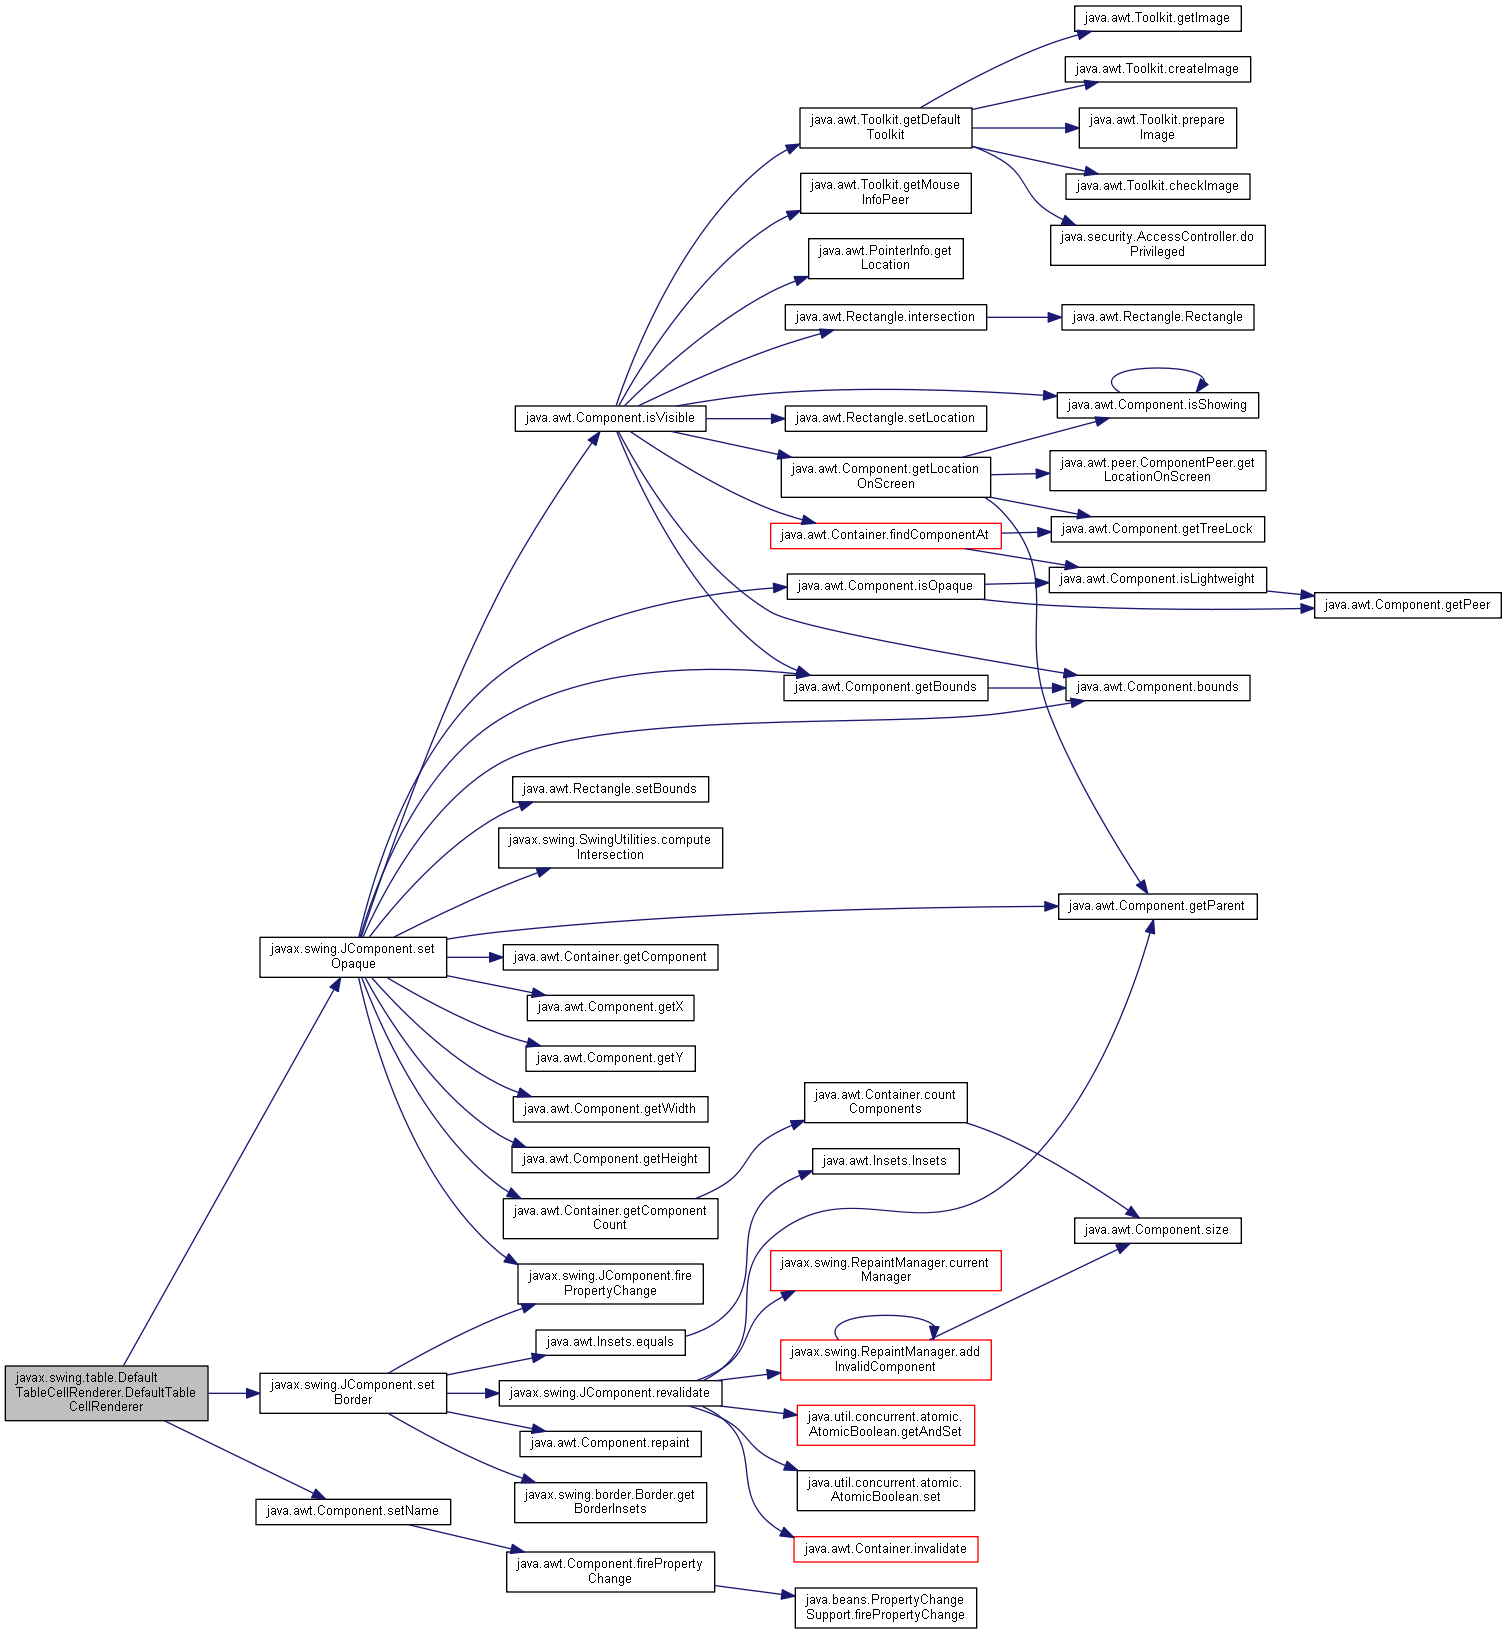 java.awt.Toolkit.getImage
java.awt.Toolkit.createImage
java.awt.Toolkit.getDefault
Toolkit
java.awt.Toolkit.prepare
Image
java.awt.Toolkit.checkImage
java.awt.Toolkit.getMouse
InfoPeer
java.security.AccessController.do
Privileged
java.awt.PointerInfo.get
Location
java.awt.Rectangle.intersection
java.awt.Rectangle.Rectangle
java.awt.Component.isShowing
java.awt.Component.isVisible
java.awt.Rectangle.setLocation
java.awt.Component.getLocation
OnScreen
java.awt.peer.ComponentPeer.get
LocationOnScreen
java.awt.Container.findComponentAt
java.awt.Component.getTreeLock
java.awt.Component.isOpaque
java.awt.Component.isLightweight
java.awt.Component.getPeer
java.awt.Component.getBounds
java.awt.Component.bounds
java.awt.Rectangle.setBounds
javax.swing.SwingUtilities.compute
Intersection
java.awt.Component.getParent
javax.swing.JComponent.set
Opaque
java.awt.Container.getComponent
java.awt.Component.getX
java.awt.Component.getY
java.awt.Component.getWidth
java.awt.Container.count
Components
java.awt.Component.getHeight
java.awt.Insets.Insets
java.awt.Container.getComponent
Count
java.awt.Component.size
javax.swing.RepaintManager.current
Manager
javax.swing.JComponent.fire
PropertyChange
java.awt.Insets.equals
javax.swing.RepaintManager.add
InvalidComponent
javax.swing.table.Default
TableCellRenderer.DefaultTable
CellRenderer
javax.swing.JComponent.set
Border
javax.swing.JComponent.revalidate
java.util.concurrent.atomic.
AtomicBoolean.getAndSet
java.awt.Component.repaint
java.util.concurrent.atomic.
AtomicBoolean.set
javax.swing.border.Border.get
BorderInsets
java.awt.Component.setName
java.awt.Container.invalidate
java.awt.Component.fireProperty
Change
java.beans.PropertyChange
Support.firePropertyChange